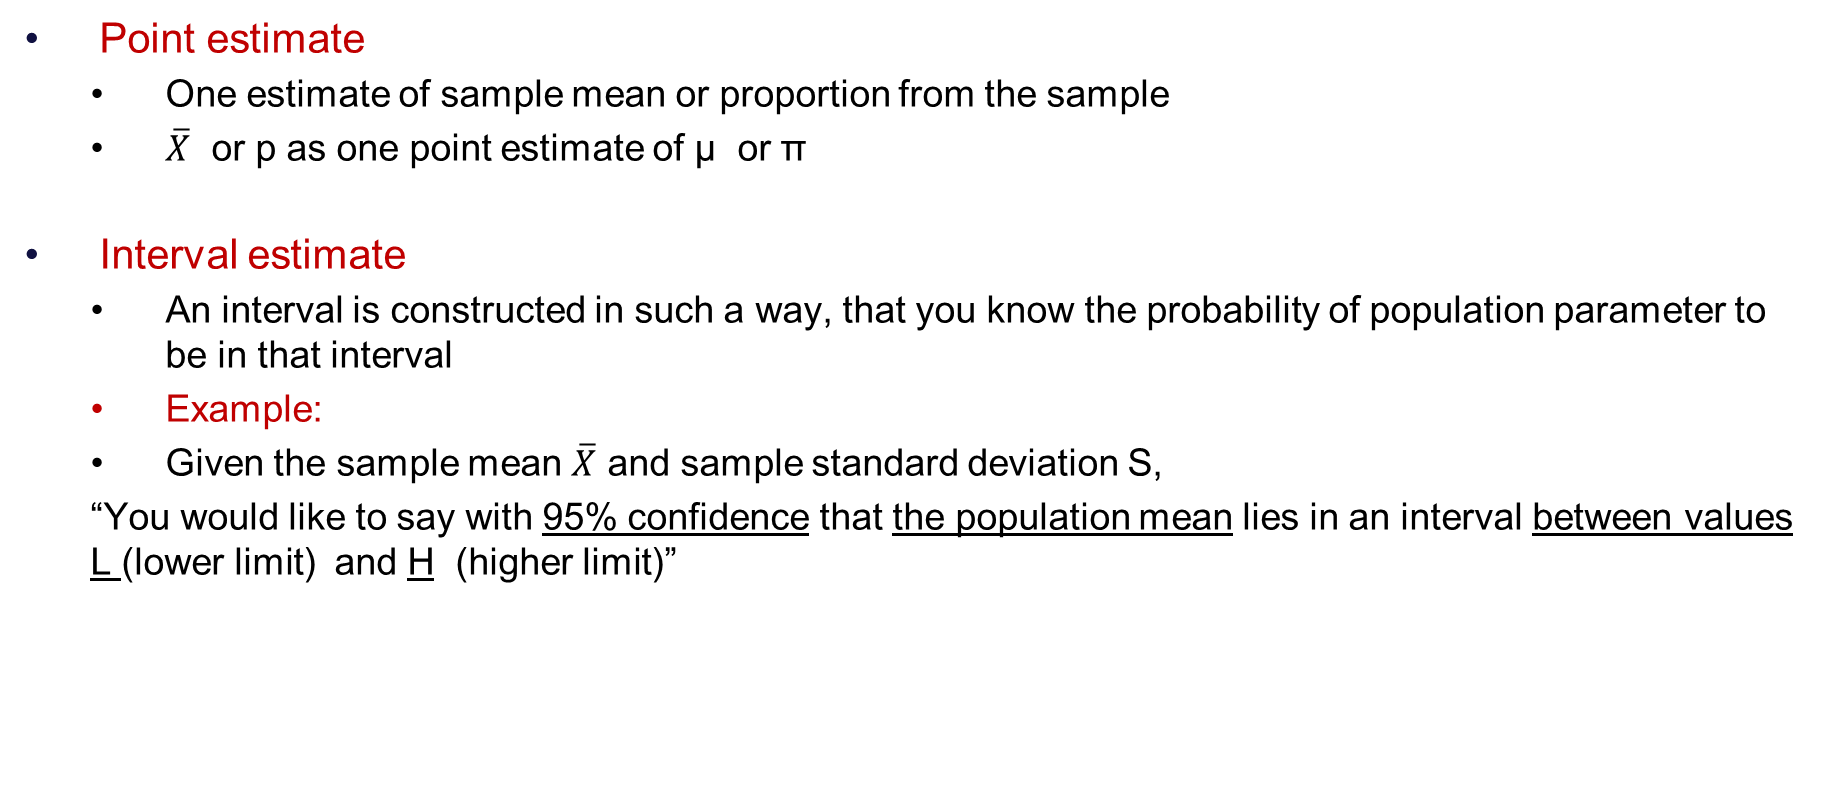 • Point estimate
• One estimate of sample mean or proportion from the sample
• X̄ or p as one point estimate of μ or π
• Interval estimate
• An interval is constructed in such a way, that you know the probability of population parameter to
be in that interval
• Example:
• Given the sample mean X̄ and sample standard deviation S,
“You would like to say with 95% confidence that the population mean lies in an interval between values
L (lower limit) and H (higher limit)”